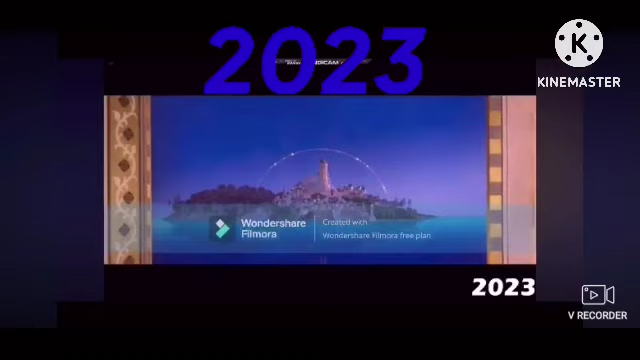 2023
KINEMASTER
Wondershare
Filmora
Created with
Wondershare Filmora free plan
2023
V RECORDER